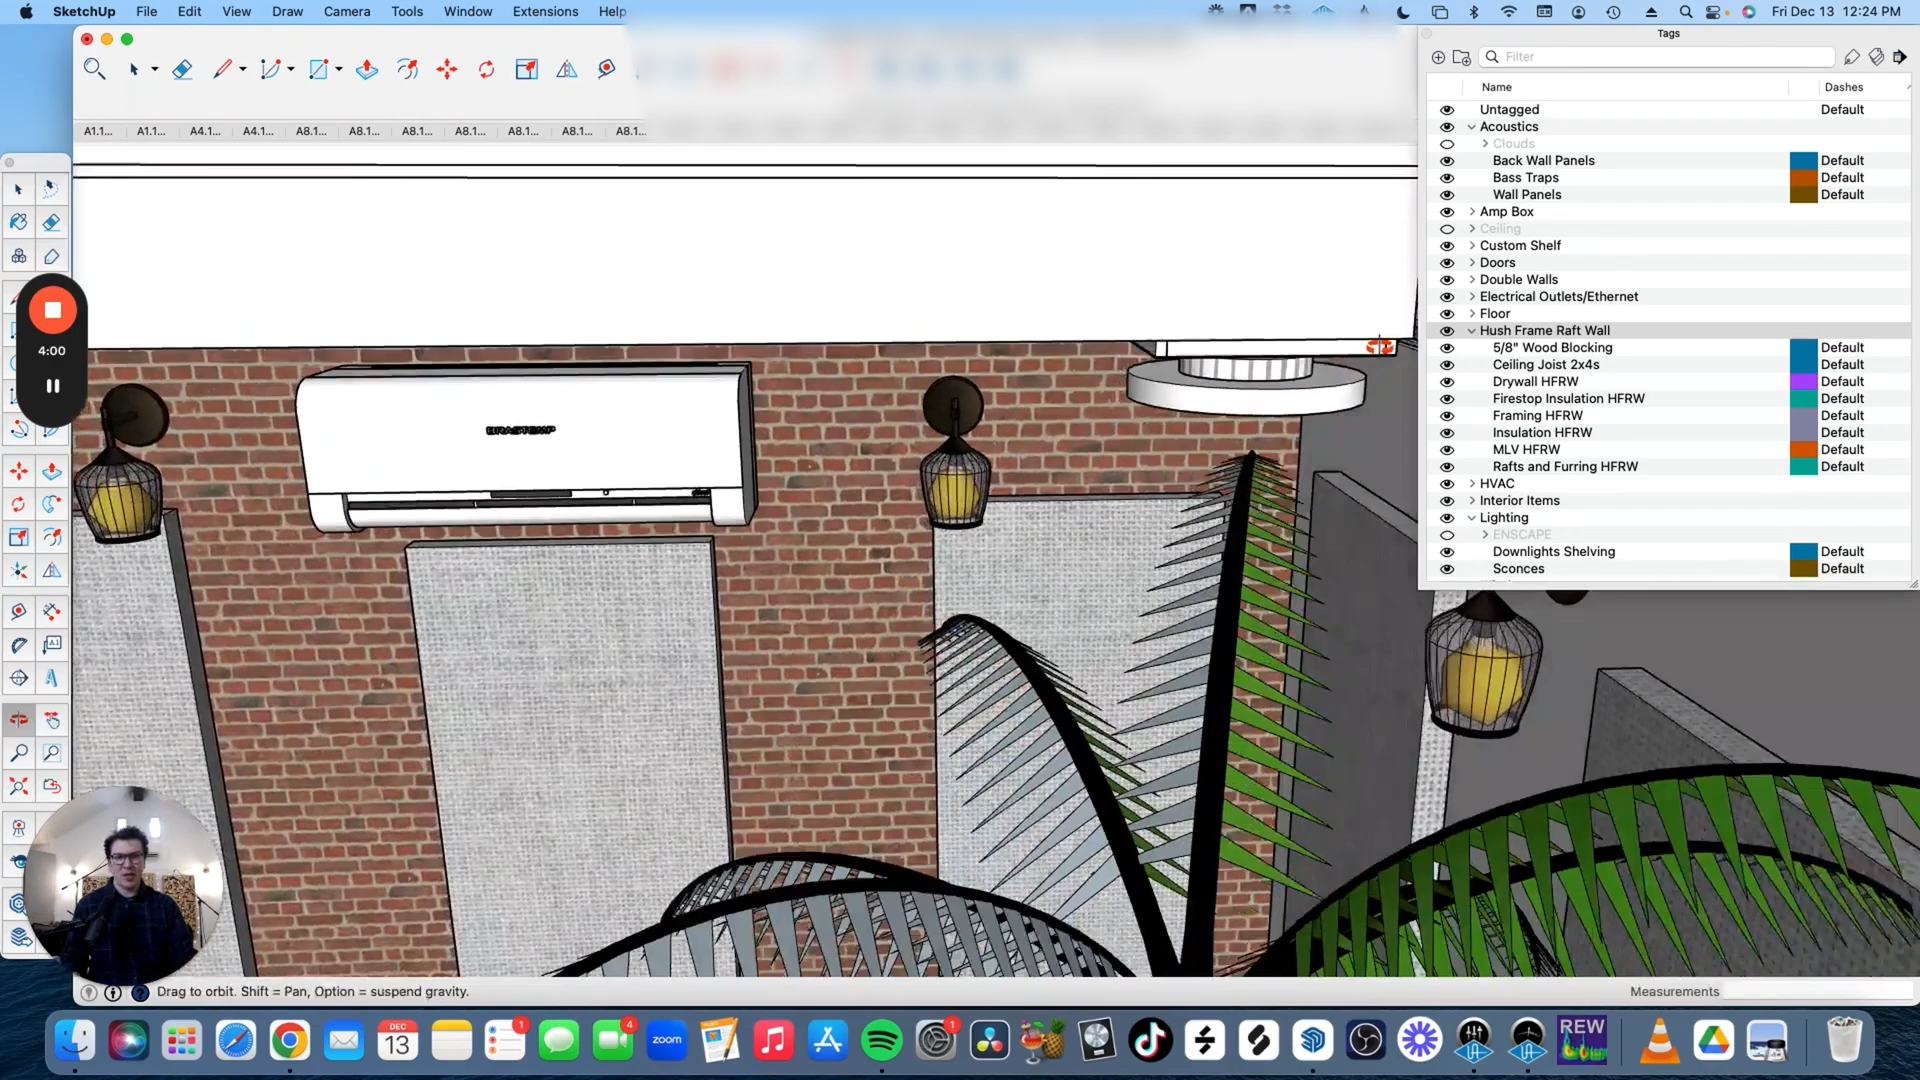 SketchUp File Edit View Draw Camera Tools Window Extensions Help
Fri Dec 13 12:24 PM
Tags
Filter
Name Dashes
Untagged Default
Acoustics
Clouds
Back Wall Panels Default
Bass Traps Default
Wall Panels Default
Amp Box
Ceiling
Custom Shelf
Doors
Double Walls
Electrical Outlets/Ethernet
Floor
Hush Frame Raft Wall
5/8" Wood Blocking Default
Ceiling Joist 2x4s Default
Drywall HFRW Default
Firestop Insulation HFRW Default
Framing HFRW Default
Insulation HFRW Default
MLV HFRW Default
Rafts and Furring HFRW Default
HVAC
Interior Items
Lighting
ENSCAPE
Downlights Shelving Default
Sconces Default
A1.1... A1.1... A4.1... A4.1... A8.1... A8.1... A8.1... A8.1... A8.1... A8.1... A8.1...
4:00
BRASTEMP
Drag to orbit. Shift = Pan, Option = suspend gravity.
Measurements
DEC
13
1
4
zoom
1
REW